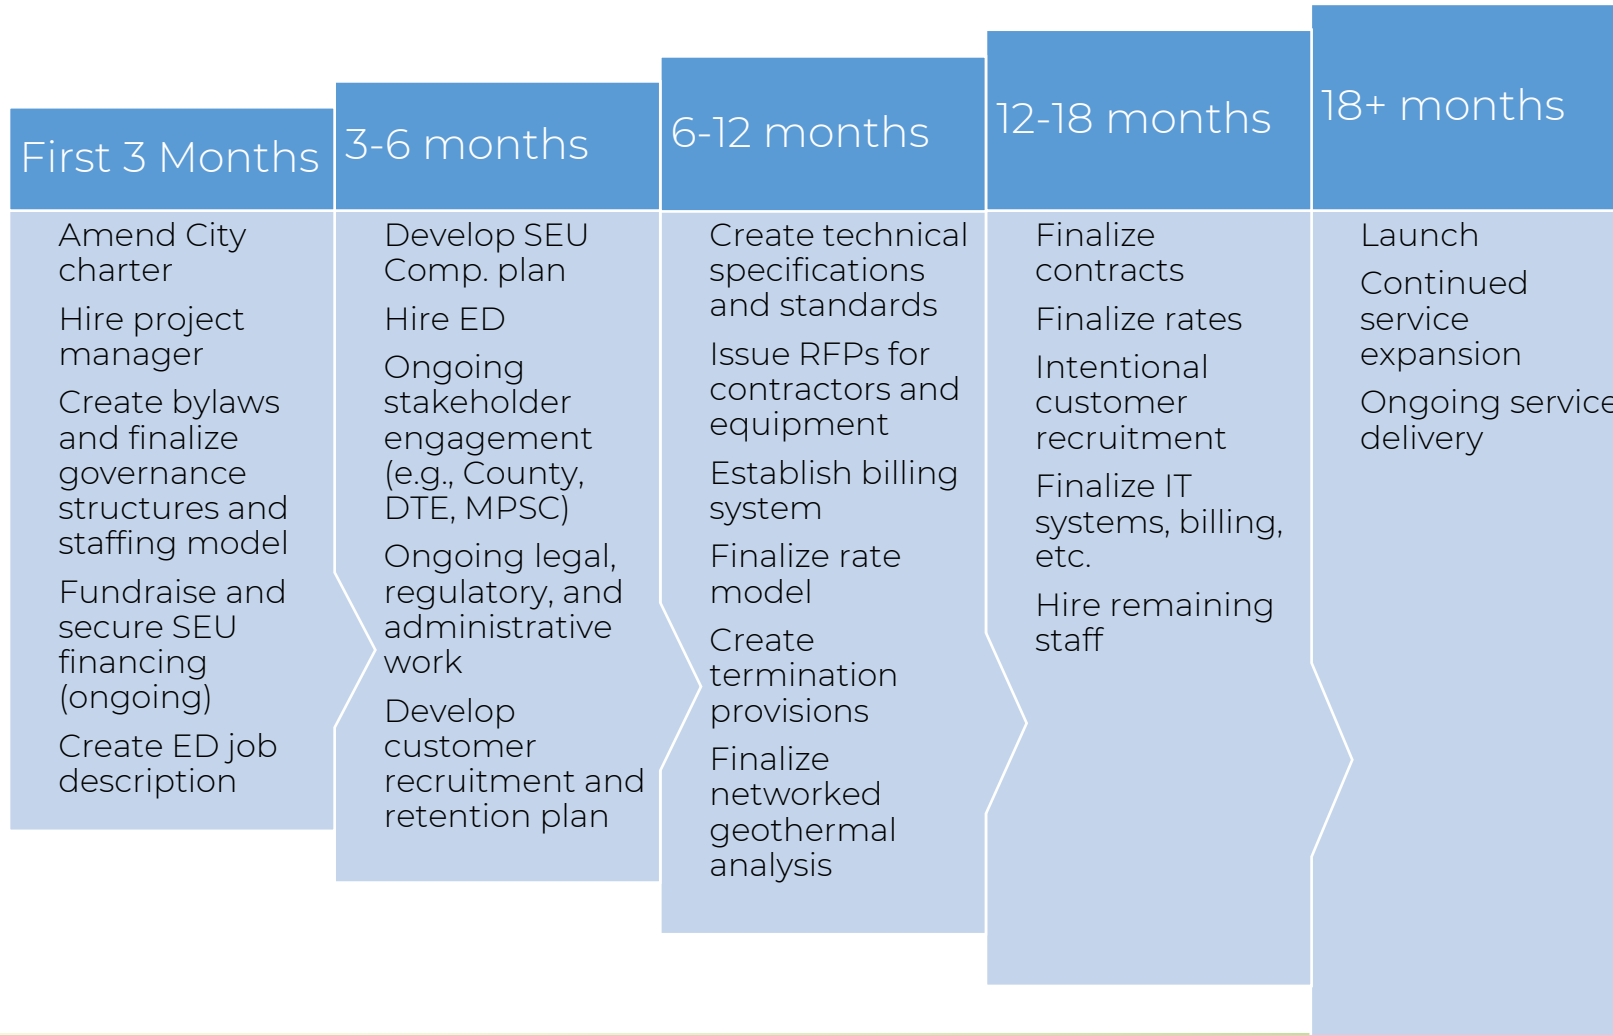 First 3 Months
Amend City
charter
Hire project
manager
Create bylaws
and finalize
governance
structures and
staffing model
Fundraise and
secure SEU
financing
(ongoing)
Create ED job
description
3-6 months
Develop SEU
Comp. plan
Hire ED
Ongoing
stakeholder
engagement
(e.g., County,
DTE, MPSC)
Ongoing legal,
regulatory, and
administrative
work
Develop
customer
recruitment and
retention plan
6-12 months
Create technical
specifications
and standards
Issue RFPs for
contractors and
equipment
Establish billing
system
Finalize rate
model
Create
termination
provisions
Finalize
networked
geothermal
analysis
12-18 months
Finalize
contracts
Finalize rates
Intentional
customer
recruitment
Finalize IT
systems, billing,
etc.
Hire remaining
staff
18+ months
Launch
Continued
service
expansion
Ongoing service
delivery